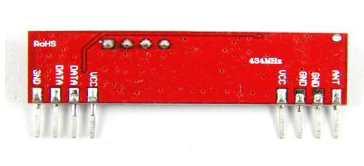 RoHS
434MHz
GND
DATA
DATA
VCC
VCC
GND
GND
ANT